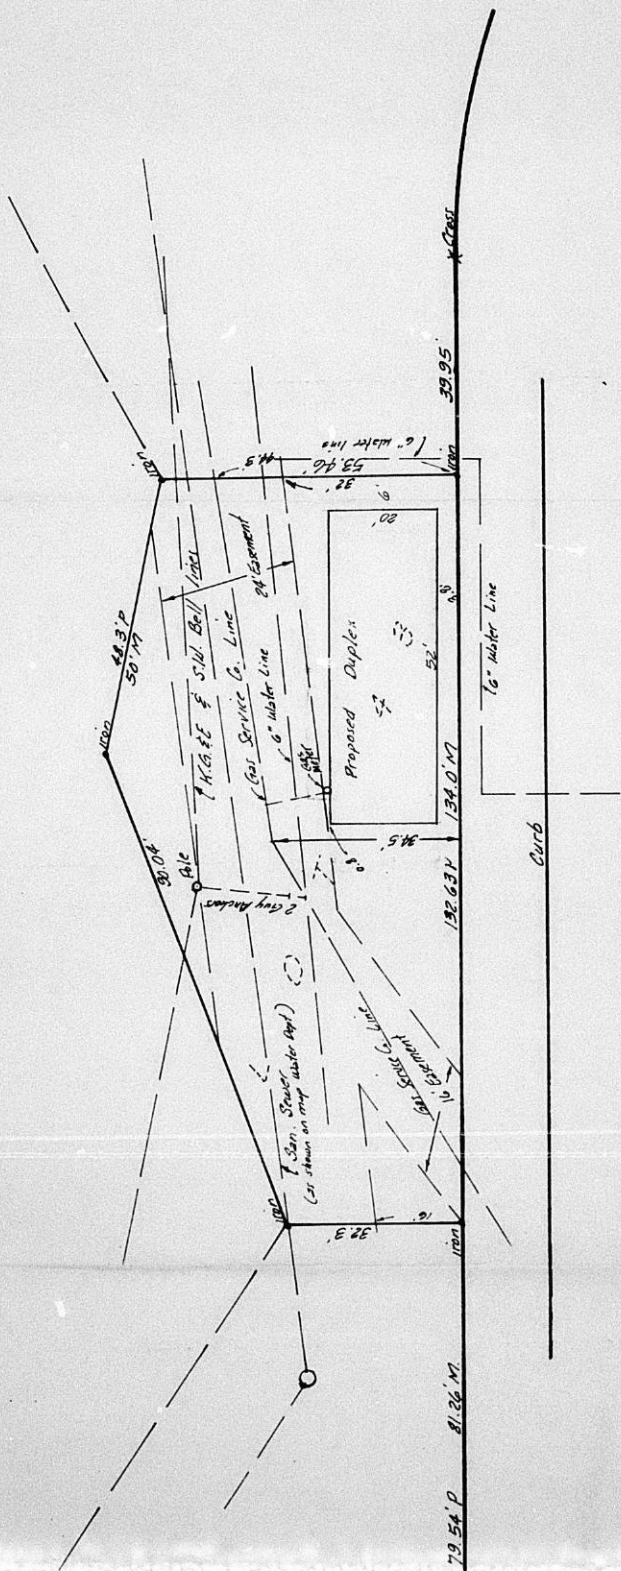 x Cross
39.95'
Iron
( 6" Water line
53.46'
44.3'
32'
Iron
48.3' P
50' M
Iron
90.04'
Pole
K.G.&E & S.W. Bell lines
Gas Service Co. Line
24' Easement
6" Water Line
Gas Meter
Proposed Duplex
20'
6'
52'
(6" Water Line
134.0' M
132.63' P
34.5'
2 Guy Anchors
San. Sewer
(as shown on map Water Dept)
Gas Service Co. Line
Easement
16'
Iron
32.3'
16'
Iron
Curb
81.26' M.
79.54' P